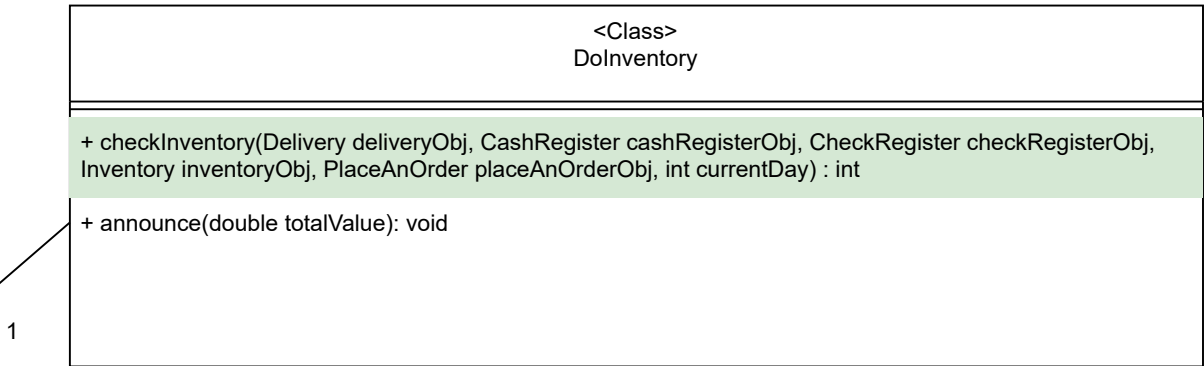 <Class>
DoInventory
+ checkInventory(Delivery deliveryObj, CashRegister cashRegisterObj, CheckRegister checkRegisterObj,
Inventory inventoryObj, PlaceAnOrder placeAnOrderObj, int currentDay) : int
+ announce(double totalValue): void
1